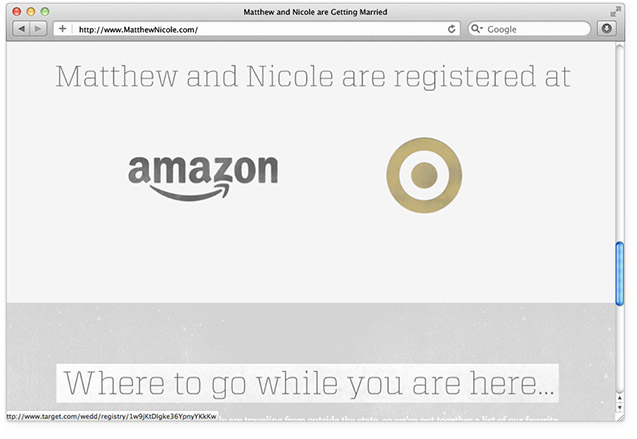 Matthew and Nicole are Getting Married
http://www.MatthewNicole.com/
Google
Matthew and Nicole are registered at
amazon
Where to go while you are here...
ttp://www.target.com/wedd/registry/1w9jKtDlgke36YpnyYKkKw
are traveling from outside the state, so we've put together a list of our favorite